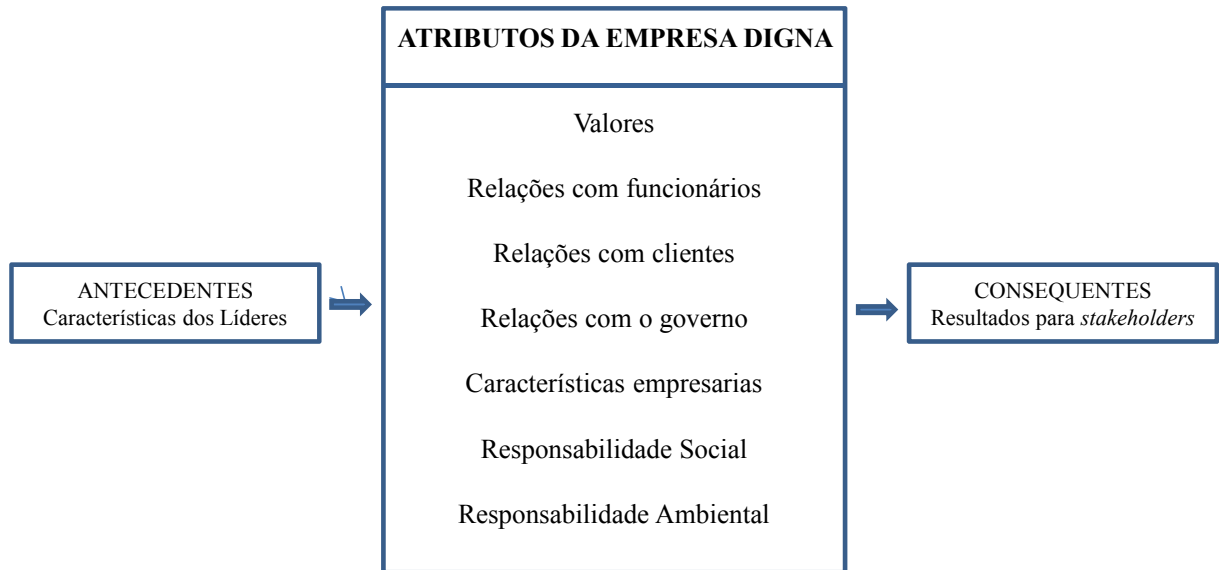 ATRIBUTOS DA EMPRESA DIGNA
Valores
Relações com funcionários
Relações com clientes
Relações com o governo
Características empresarias
Responsabilidade Social
Responsabilidade Ambiental
ANTECEDENTES
Características dos Líderes
CONSEQUENTES
Resultados para stakeholders